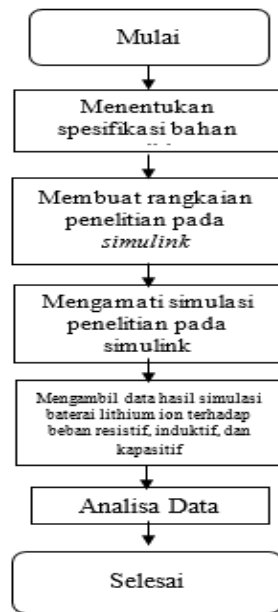 Mulai
Menentukan
spesifikasi bahan
Membuat rangkaian
penelitian pada
simulink
Mengamati simulasi
penelitian pada
simulink
Mengambil data hasil simulasi
baterai lithium ion terhadap
beban resistif, induktif, dan
kapasitif
Analisa Data
Selesai